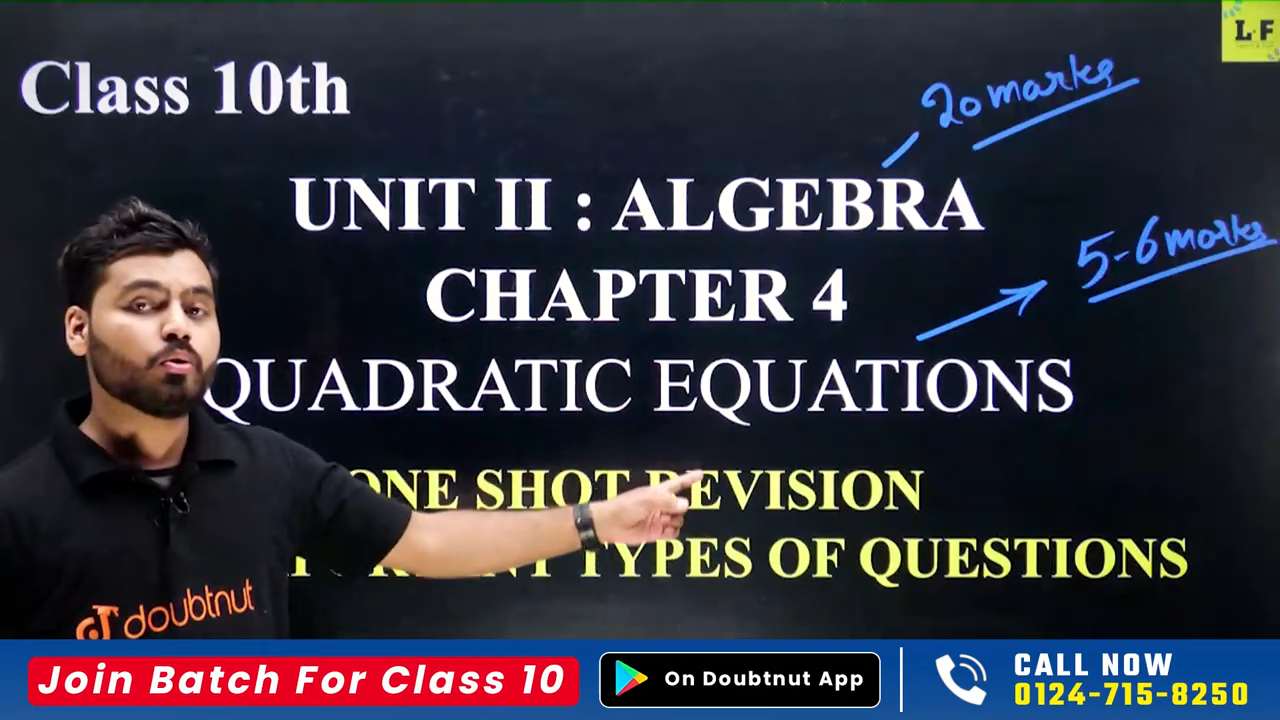 L·F
Class 10th
20 marks
UNIT II : ALGEBRA
CHAPTER 4
5-6 marks
QUADRATIC EQUATIONS
ONE SHOT REVISION
TYPES OF QUESTIONS
doubtnut
Join Batch For Class 10
On Doubtnut App
CALL NOW
0124-715-8250